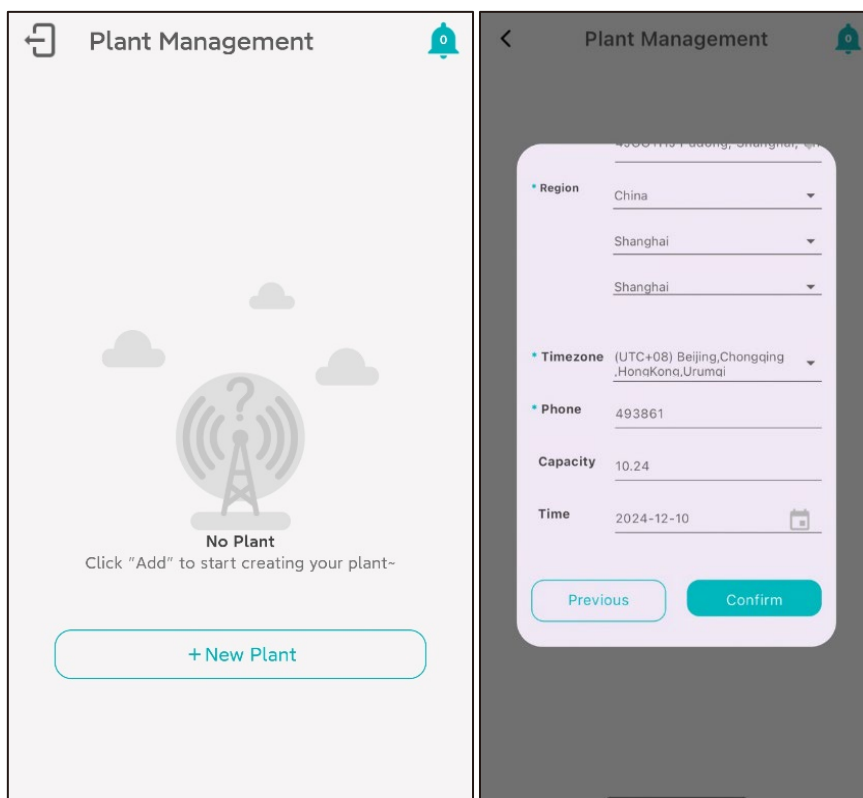 Plant Management
0
No Plant
Click "Add" to start creating your plant~
+ New Plant
Plant Management
0
Pudong, Shanghai,
* Region
China
Shanghai
Shanghai
* Timezone
(UTC+08) Beijing,Chongqing
,HongKong,Urumqi
* Phone
493861
Capacity
10.24
Time
2024-12-10
Previous
Confirm